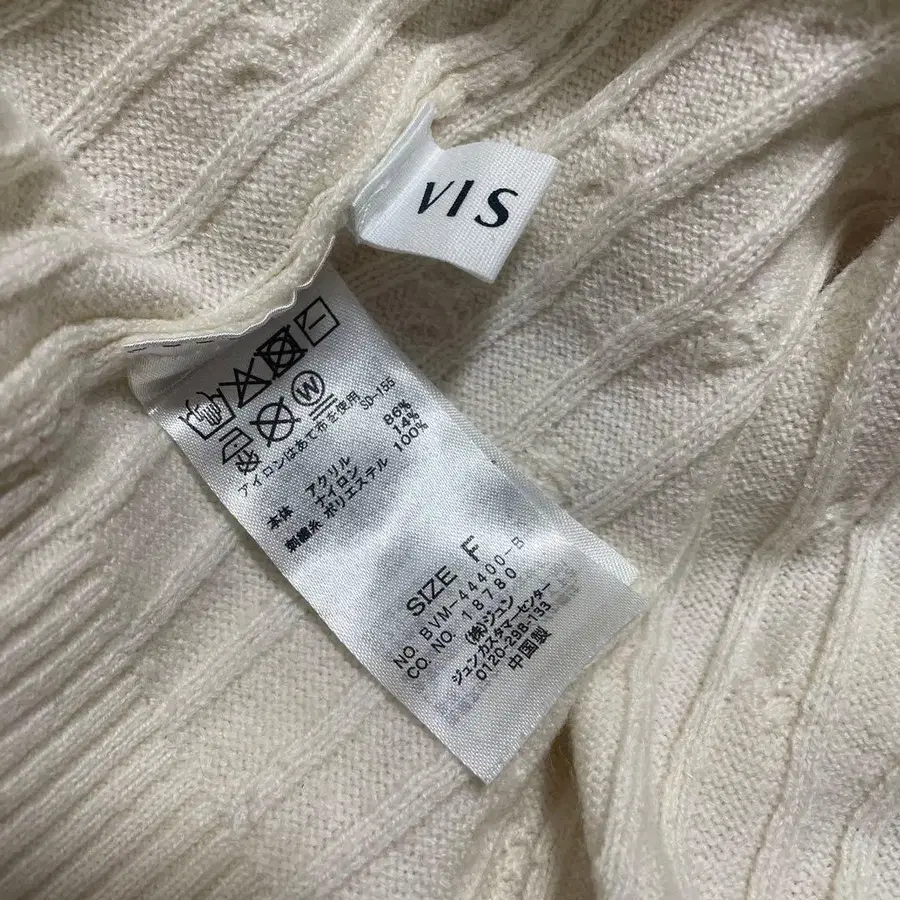 VIS
W
アイロンはあて布を使用
SD-155
本体 アクリル 86%
ナイロン 14%
刺繍糸 ポリエステル 100%
SIZE F
NO. BVM-44400-B
CO. NO. 18780
(株)ジュン
ジュンカスタマーセンター
0120-298-133
中国製